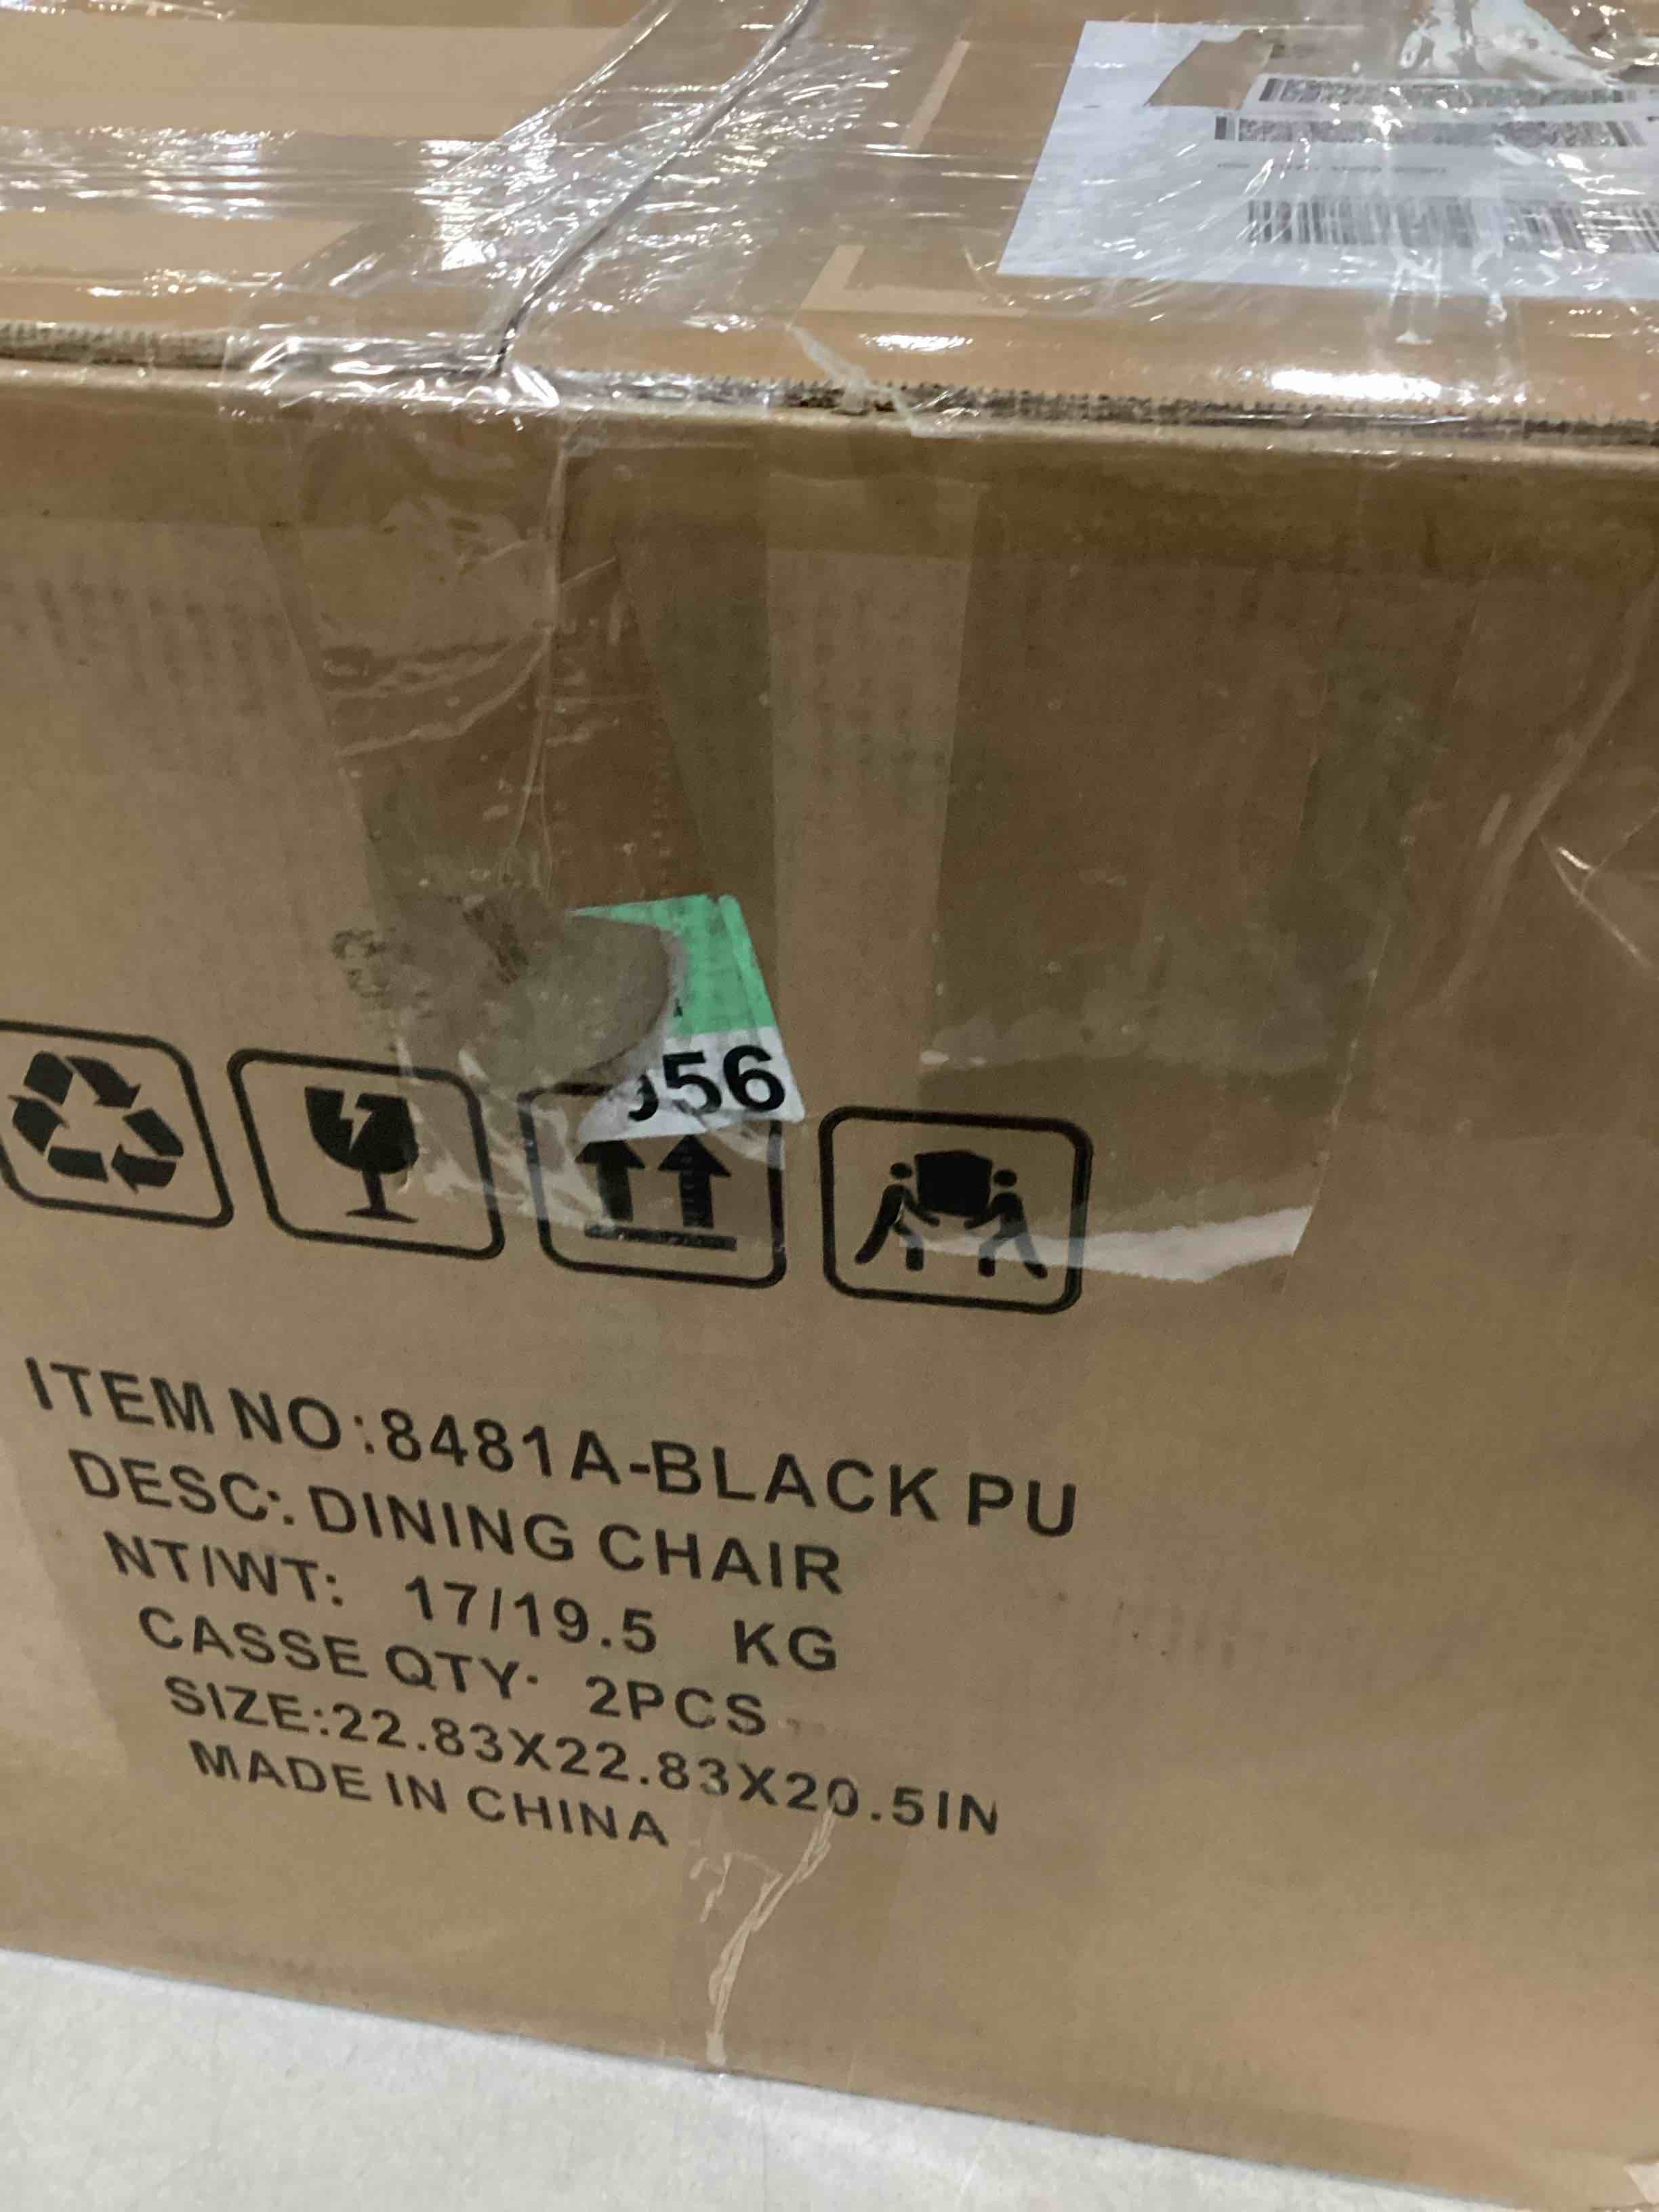 56
ITEM NO:8481A-BLACK PU
DESC: DINING CHAIR
NT/WT: 17/19.5 KG
CASSE QTY: 2PCS
SIZE:22.83X22.83X20.5IN
MADE IN CHINA